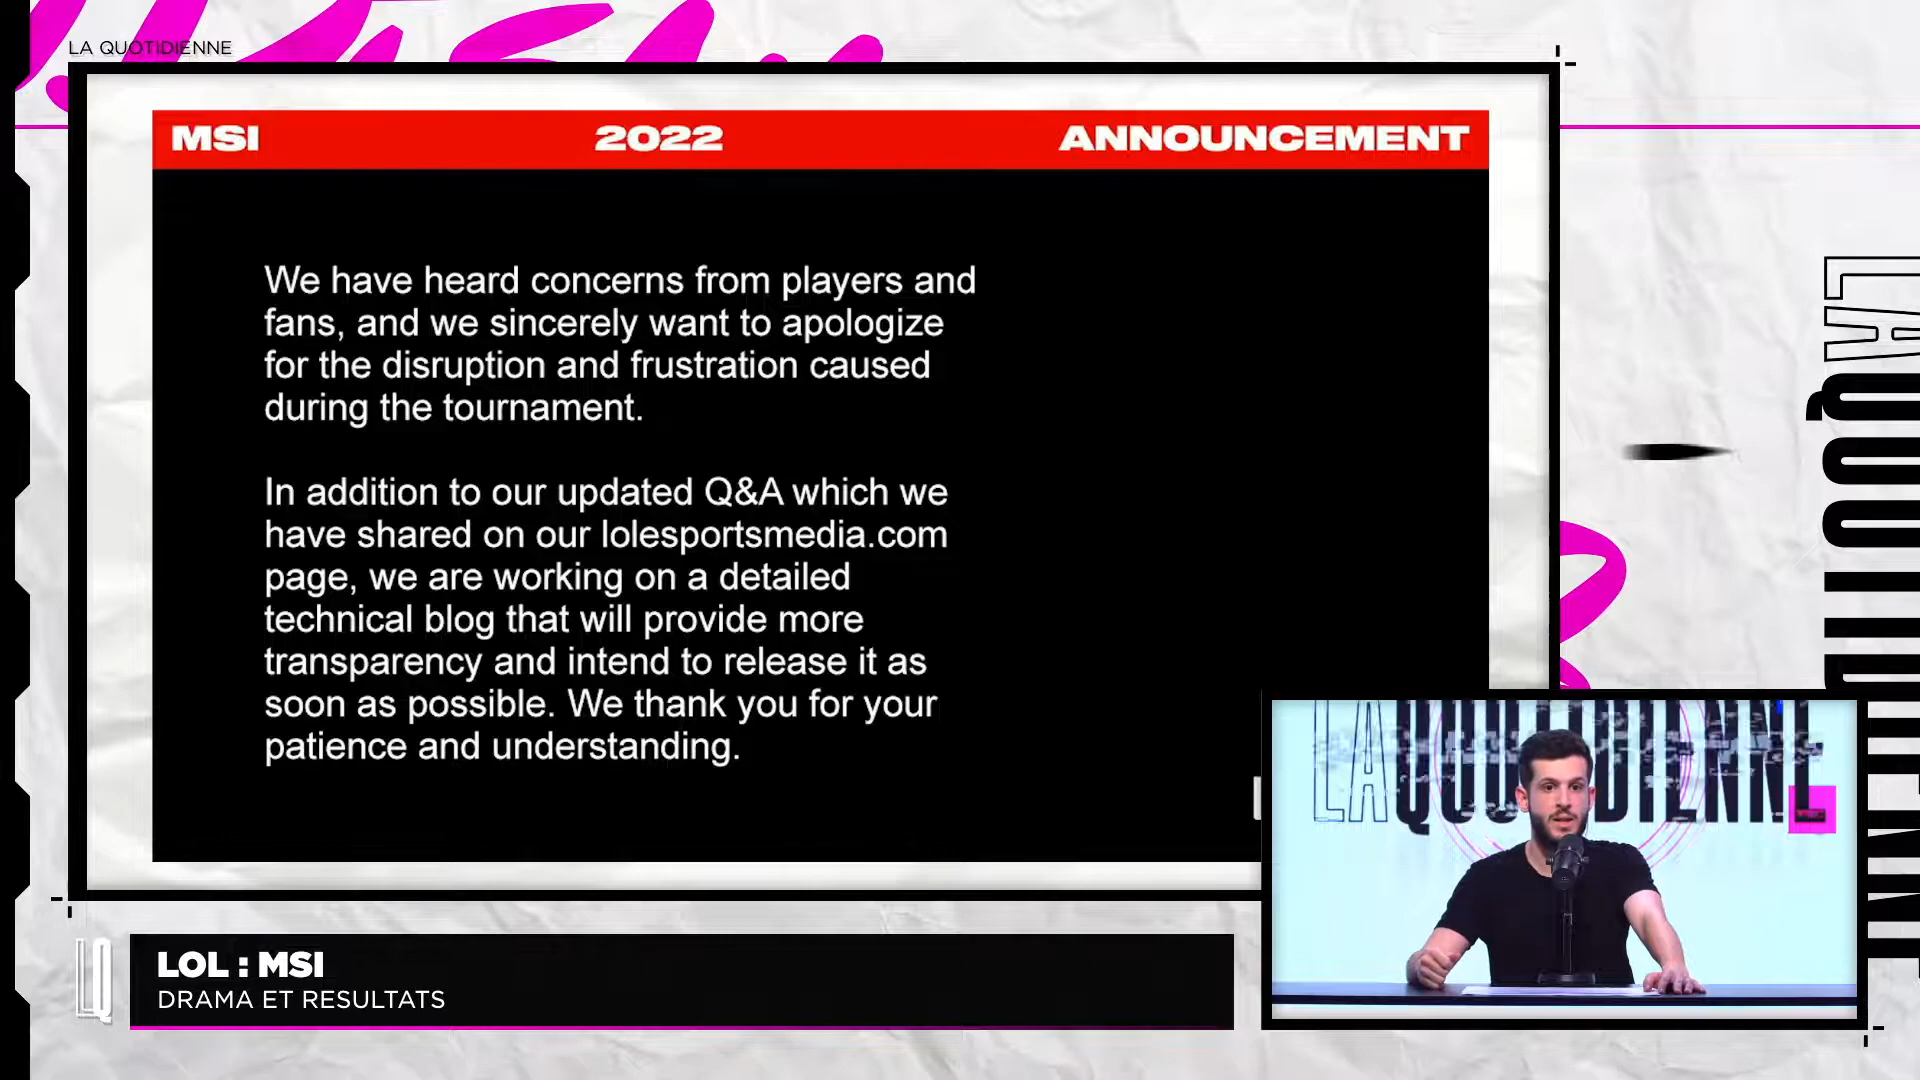 LA QUOTIDIENNE
MSI 2022 ANNOUNCEMENT
We have heard concerns from players and
fans, and we sincerely want to apologize
for the disruption and frustration caused
during the tournament.
In addition to our updated Q&A which we
have shared on our lolesportsmedia.com
page, we are working on a detailed
technical blog that will provide more
transparency and intend to release it as
soon as possible. We thank you for your
patience and understanding.
LAQUOTIDIENNE
LAQUOTIDIENNE
LQ
LOL : MSI
DRAMA ET RESULTATS